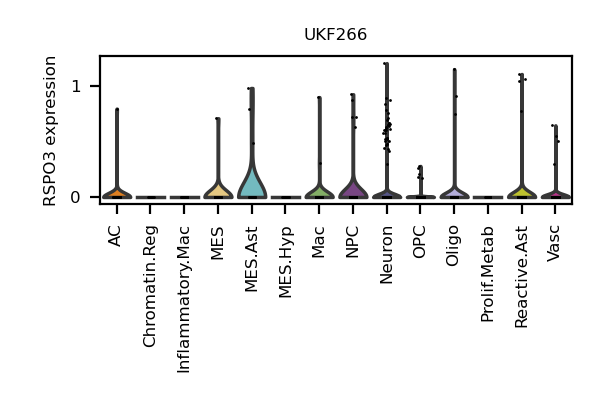 UKF266
RSPO3 expression
1
0
AC
Chromatin.Reg
Inflammatory.Mac
MES
MES.Ast
MES.Hyp
Mac
NPC
Neuron
OPC
Oligo
Prolif.Metab
Reactive.Ast
Vasc